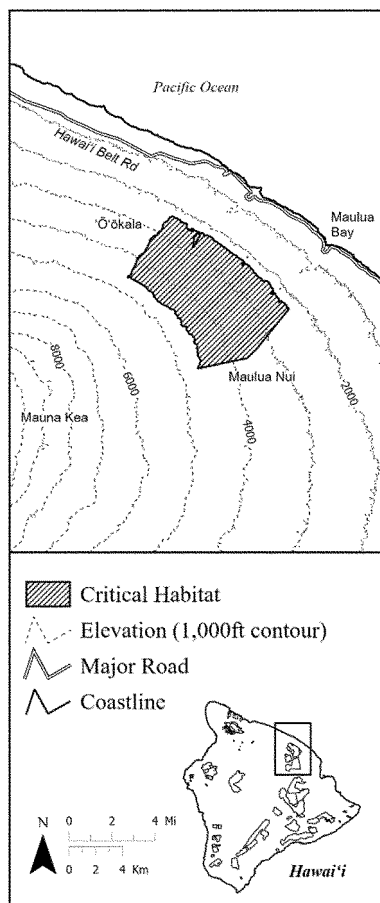 Pacific Ocean
Hawai‘i Belt Rd
Maulua
Bay
‘Ō‘ōkala
Maulua Nui
8000
6000
4000
2000
Mauna Kea
Critical Habitat
Elevation (1,000ft contour)
Major Road
Coastline
N
0 2 4 Mi
0 2 4 Km
Hawai‘i